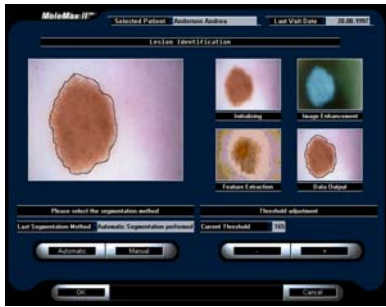 MoleMax II™
Selected Patient Anderson Andrea Last Visit Date 20.08.1997
Lesion Identification
Initializing Image Enhancement
Feature Extraction Data Output
Please select the segmentation method Threshold adjustment
Last Segmentation Method Automatic Segmentation performed Current Threshold 169
Automatic Manual - +
OK Cancel